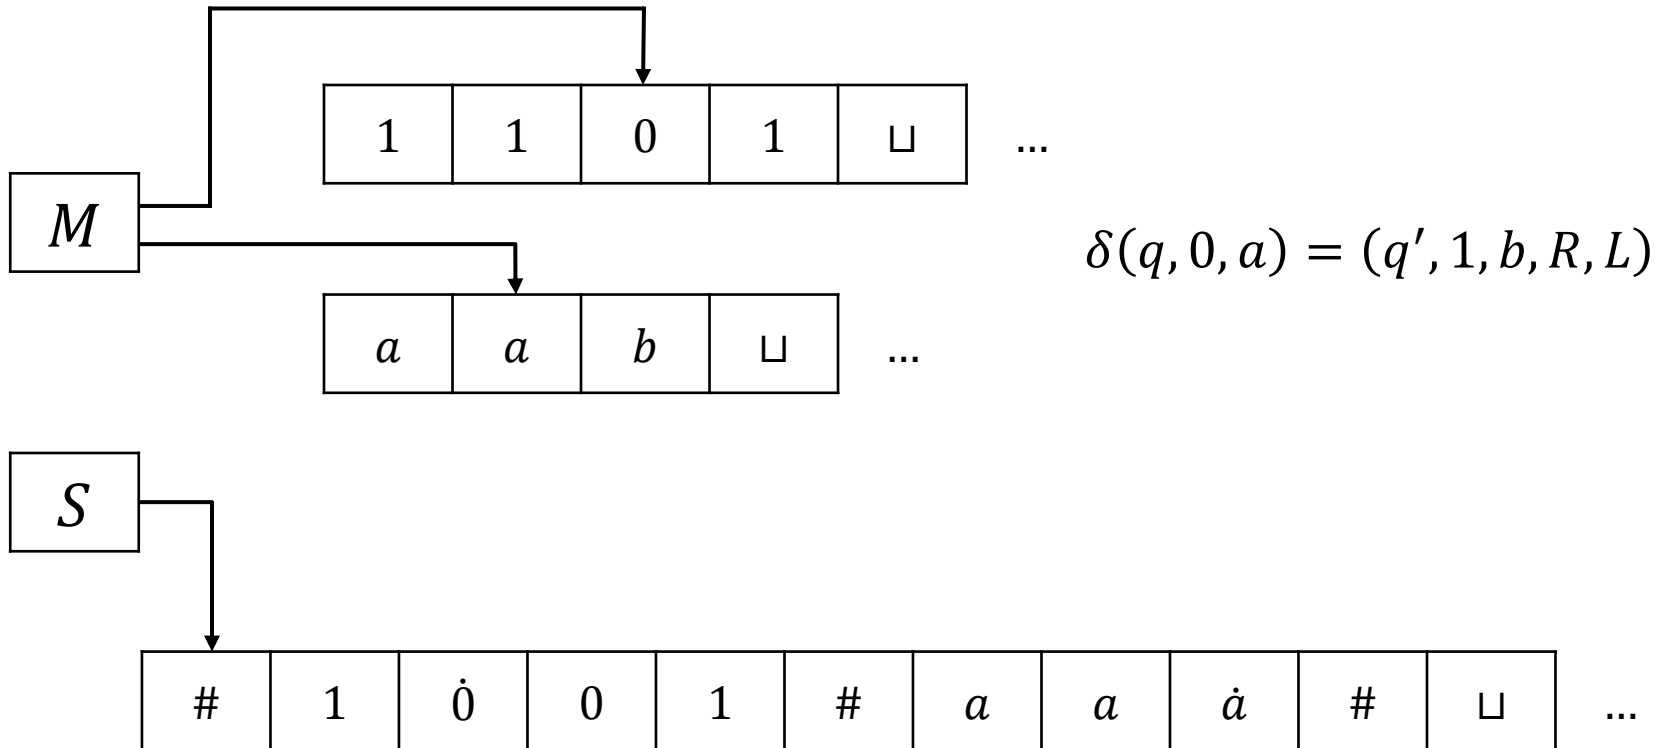 1 1 0 1 ⊔ ...
M
δ(q, 0, a) = (q′, 1, b, R, L)
a a b ⊔ ...
S
# 1 0̇ 0 1 # a a ȧ # ⊔ ...